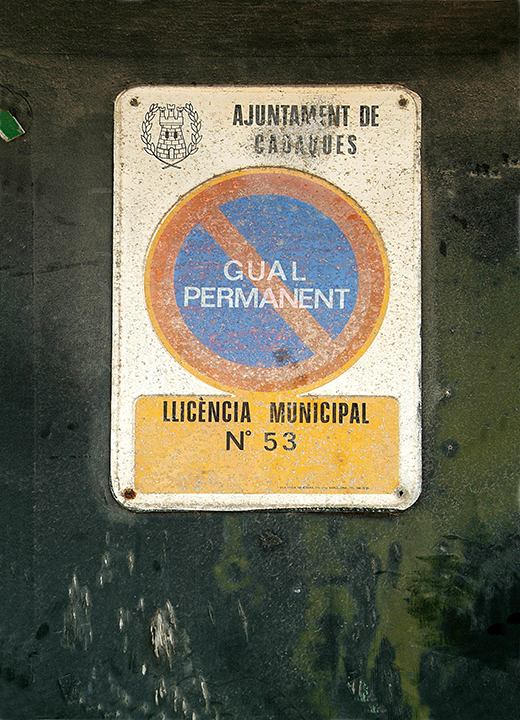 AJUNTAMENT DE
CADAQUES
GUAL
PERMANENT
LLICÈNCIA MUNICIPAL
N° 53